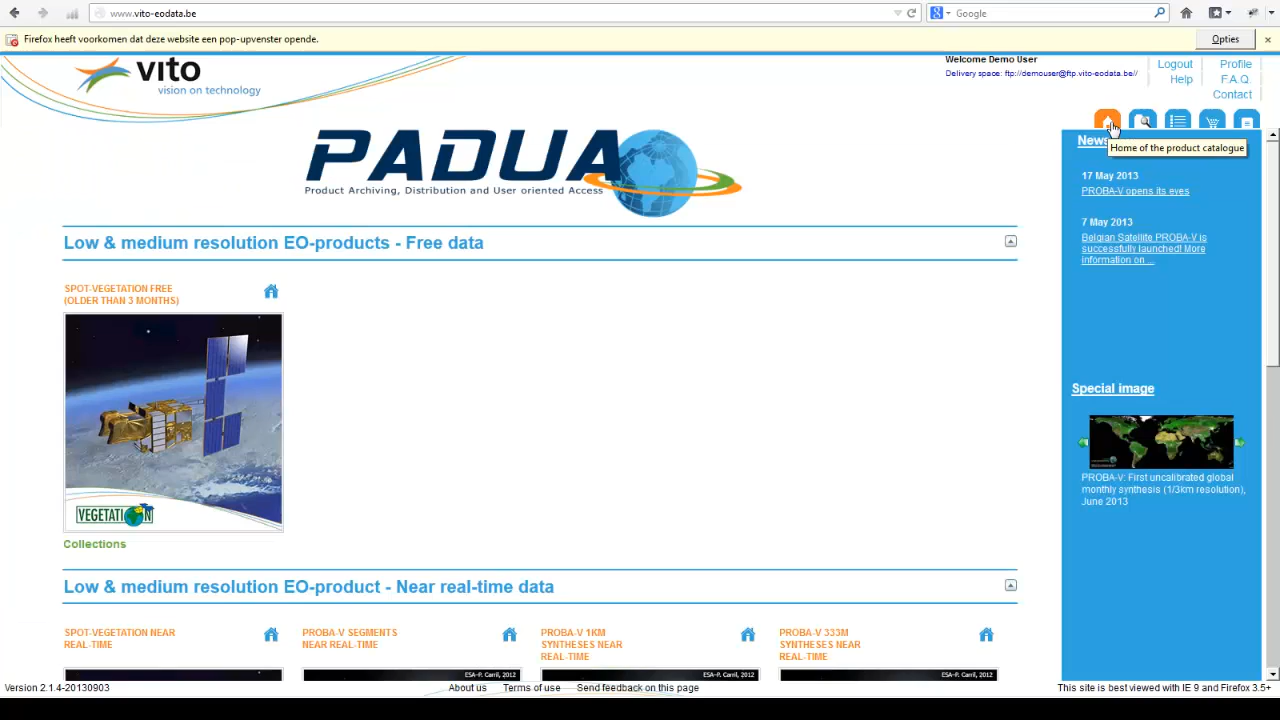 www.vito-eodata.be
Google
Firefox heeft voorkomen dat deze website een pop-upvenster opende.
Opties
vito
vision on technology
Welcome Demo User
Delivery space: ftp://demouser@ftp.vito-eodata.be//
Logout
Profile
Help
F.A.Q.
Contact
PADUA
Product Archiving, Distribution and User oriented Access
Home of the product catalogue
News
17 May 2013
PROBA-V opens its eyes
7 May 2013
Belgian Satellite PROBA-V is
successfully launched! More
information on ...
Low & medium resolution EO-products - Free data
SPOT-VEGETATION FREE
(OLDER THAN 3 MONTHS)
VEGETATION
Collections
Special image
PROBA-V: First uncalibrated global
monthly synthesis (1/3km resolution),
June 2013
Low & medium resolution EO-product - Near real-time data
SPOT-VEGETATION NEAR
REAL-TIME
PROBA-V SEGMENTS
NEAR REAL-TIME
PROBA-V 1KM
SYNTHESES NEAR
REAL-TIME
PROBA-V 333M
SYNTHESES NEAR
REAL-TIME
ESA-P. Carril, 2012
ESA-P. Carril, 2012
ESA-P. Carril, 2012
Version 2.1.4-20130903
About us
Terms of use
Send feedback on this page
This site is best viewed with IE 9 and Firefox 3.5+